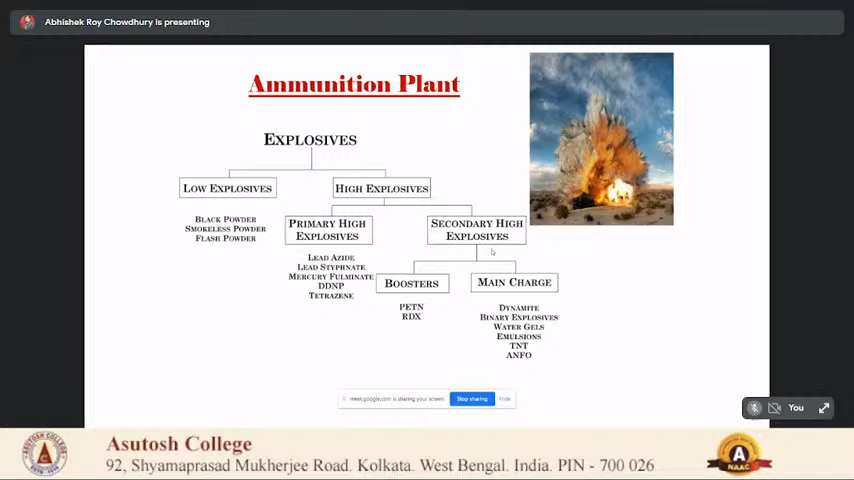 Abhishek Roy Chowdhury is presenting
Ammunition Plant
EXPLOSIVES
LOW EXPLOSIVES
HIGH EXPLOSIVES
BLACK POWDER
SMOKELESS POWDER
FLASH POWDER
PRIMARY HIGH
EXPLOSIVES
SECONDARY HIGH
EXPLOSIVES
LEAD AZIDE
LEAD STYPHNATE
MERCURY FULMINATE
DDNP
TETRAZENE
BOOSTERS
MAIN CHARGE
PETN
RDX
DYNAMITE
BINARY EXPLOSIVES
WATER GELS
EMULSIONS
TNT
ANFO
meet.google.com is sharing your screen.
Stop sharing
Hide
You
Asutosh College
92, Shyamaprasad Mukherjee Road. Kolkata. West Bengal. India. PIN - 700 026
A
NAAC